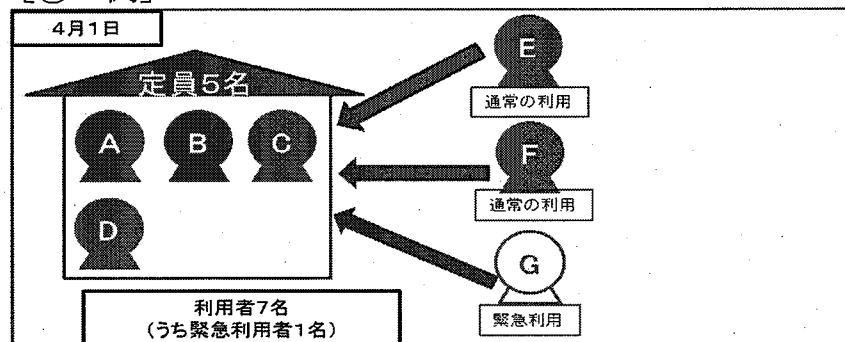 4月1日
定員5名
A
B
C
D
E
通常の利用
F
通常の利用
G
緊急利用
利用者7名
(うち緊急利用者1名)